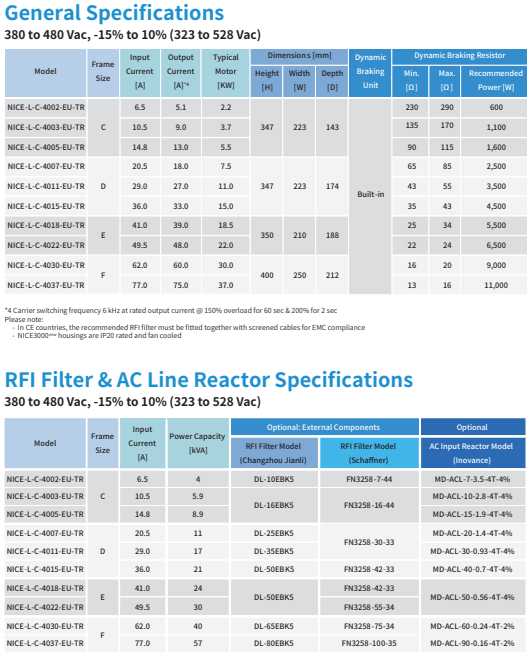 General Specifications
380 to 480 Vac, -15% to 10% (323 to 528 Vac)
Model Frame Size Input Current [A] Output Current [A]*4 Typical Motor [KW] Dimensions [mm] Dynamic Braking Unit Dynamic Braking Resistor
Height [H] Width [W] Depth [D] Min. [Ω] Max. [Ω] Recommended Power [W]
NICE-L-C-4002-EU-TR C 6.5 5.1 2.2 347 223 143 Built-in 230 290 600
NICE-L-C-4003-EU-TR 10.5 9.0 3.7 135 170 1,100
NICE-L-C-4005-EU-TR 14.8 13.0 5.5 90 115 1,600
NICE-L-C-4007-EU-TR D 20.5 18.0 7.5 347 223 174 65 85 2,500
NICE-L-C-4011-EU-TR 29.0 27.0 11.0 43 55 3,500
NICE-L-C-4015-EU-TR 36.0 33.0 15.0 35 43 4,500
NICE-L-C-4018-EU-TR E 41.0 39.0 18.5 350 210 188 25 34 5,500
NICE-L-C-4022-EU-TR 49.5 48.0 22.0 22 24 6,500
NICE-L-C-4030-EU-TR F 62.0 60.0 30.0 400 250 212 16 20 9,000
NICE-L-C-4037-EU-TR 77.0 75.0 37.0 13 16 11,000
*4 Carrier switching frequency 6 kHz at rated output current @ 150% overload for 60 sec & 200% for 2 sec
Please note:
- In CE countries, the recommended RFI filter must be fitted together with screened cables for EMC compliance
- NICE3000ⁿᵉʷ housings are IP20 rated and fan cooled
RFI Filter & AC Line Reactor Specifications
380 to 480 Vac, -15% to 10% (323 to 528 Vac)
Model Frame Size Input Current [A] Power Capacity [kVA] Optional: External Components Optional
RFI Filter Model (Changzhou Jianli) RFI Filter Model (Schaffner) AC Input Reactor Model (Inovance)
NICE-L-C-4002-EU-TR C 6.5 4 DL-10EBK5 FN3258-7-44 MD-ACL-7-3.5-4T-4%
NICE-L-C-4003-EU-TR 10.5 5.9 DL-16EBK5 FN3258-16-44 MD-ACL-10-2.8-4T-4%
NICE-L-C-4005-EU-TR 14.8 8.9 MD-ACL-15-1.9-4T-4%
NICE-L-C-4007-EU-TR D 20.5 11 DL-25EBK5 FN3258-30-33 MD-ACL-20-1.4-4T-4%
NICE-L-C-4011-EU-TR 29.0 17 DL-35EBK5 MD-ACL-30-0.93-4T-4%
NICE-L-C-4015-EU-TR 36.0 21 DL-50EBK5 FN3258-42-33 MD-ACL-40-0.7-4T-4%
NICE-L-C-4018-EU-TR E 41.0 24 DL-50EBK5 FN3258-42-33 MD-ACL-50-0.56-4T-4%
NICE-L-C-4022-EU-TR 49.5 30 FN3258-55-34
NICE-L-C-4030-EU-TR F 62.0 40 DL-65EBK5 FN3258-75-34 MD-ACL-60-0.24-4T-2%
NICE-L-C-4037-EU-TR 77.0 57 DL-80EBK5 FN3258-100-35 MD-ACL-90-0.16-4T-2%